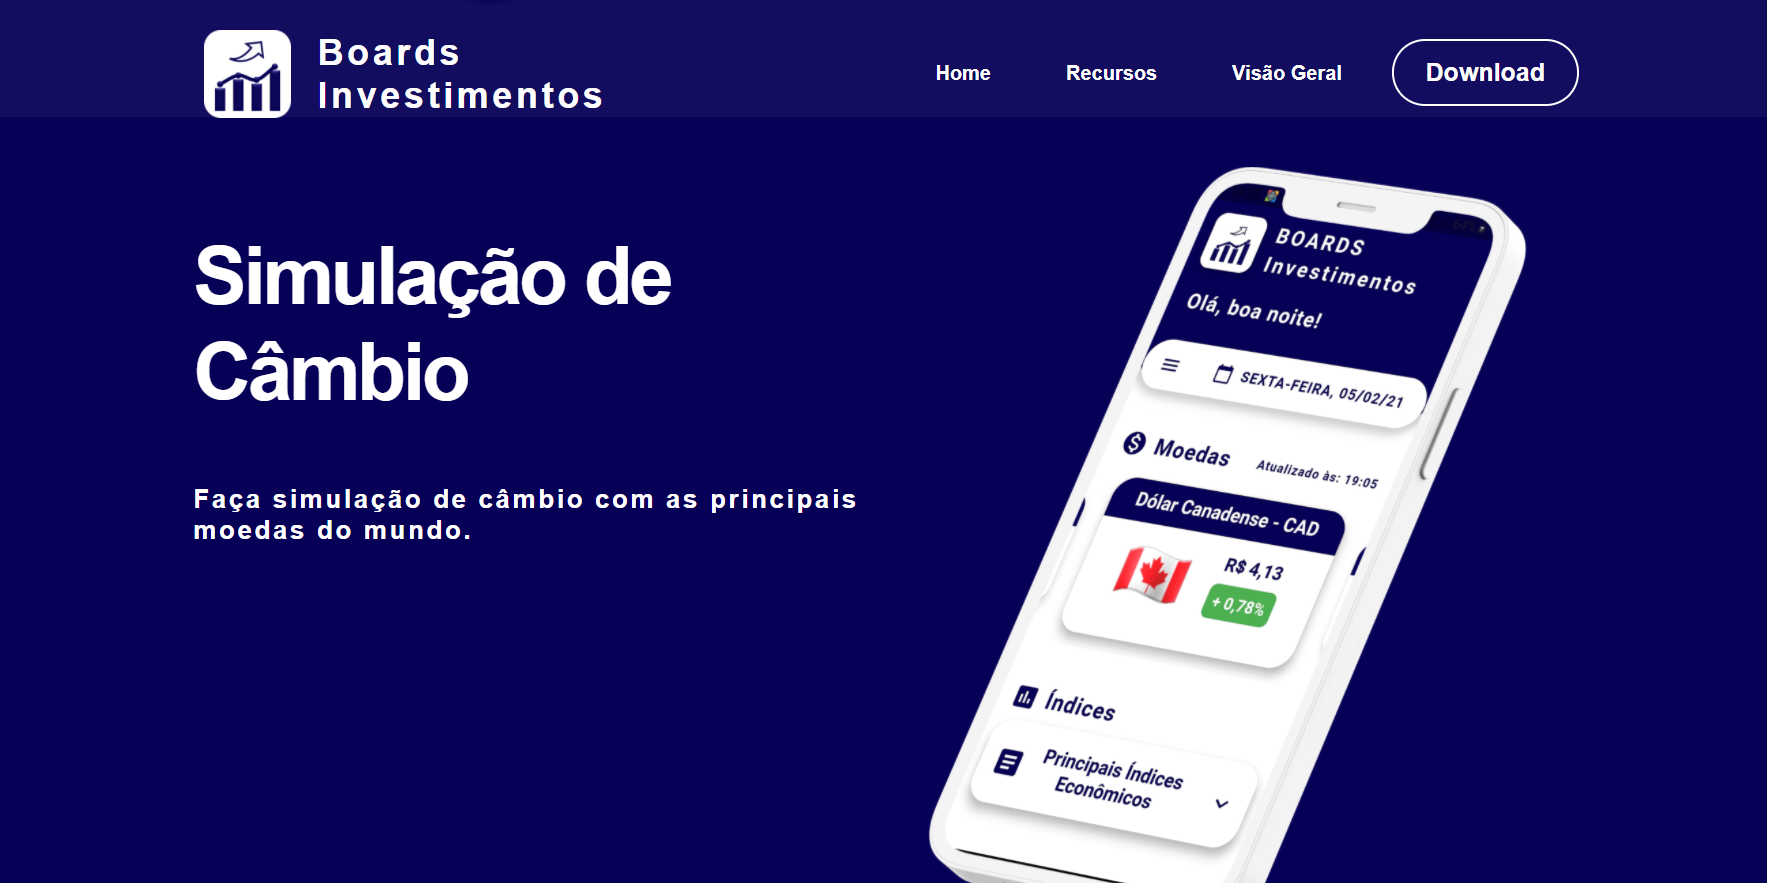 Boards
Investimentos
Home
Recursos
Visão Geral
Download
Simulação de
Câmbio
Faça simulação de câmbio com as principais
moedas do mundo.
BOARDS
Investimentos
Olá, boa noite!
SEXTA-FEIRA, 05/02/21
Moedas
Atualizado às: 19:05
Dólar Canadense - CAD
R$ 4,13
+ 0,78%
Índices
Principais Índices
Econômicos